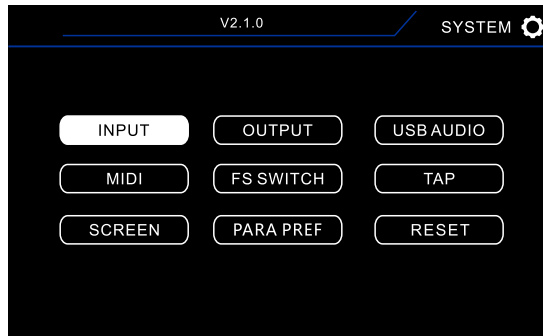 V2.1.0
SYSTEM
INPUT OUTPUT USB AUDIO
MIDI FS SWITCH TAP
SCREEN PARA PREF RESET